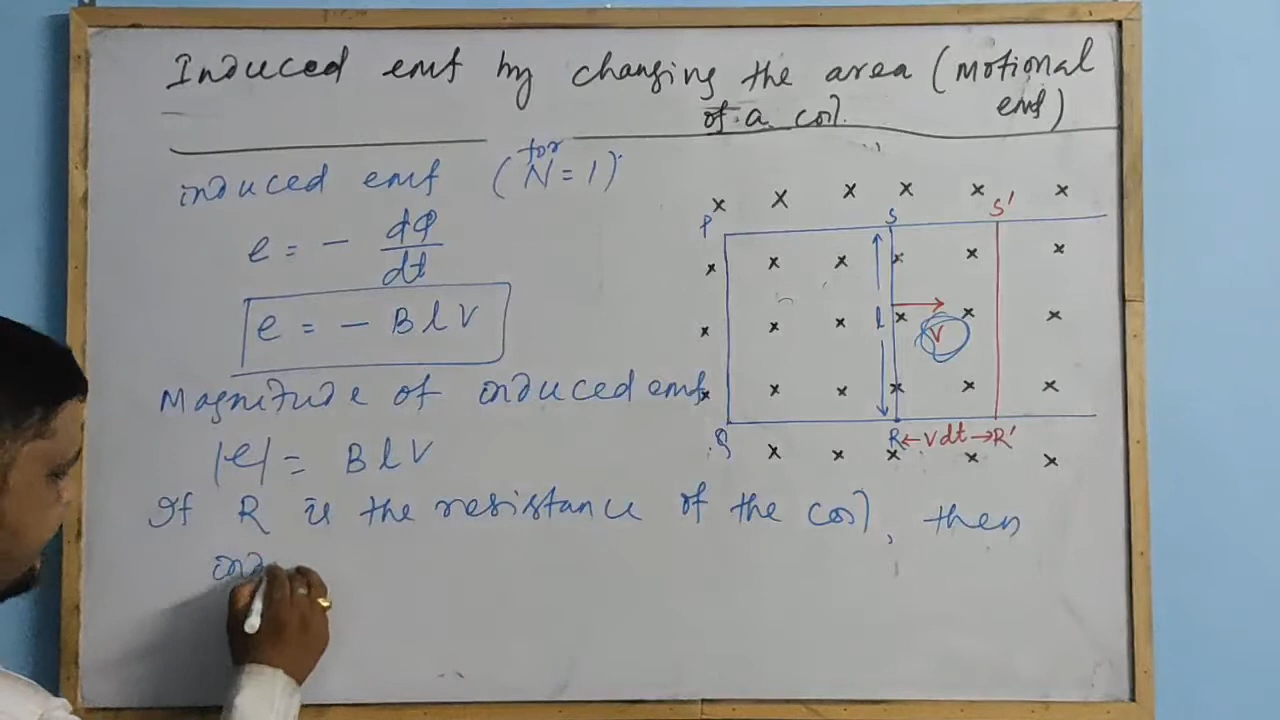 Induced emf by changing the area (Motional
of a coil. emf)
induced emf (for N = 1)
e = - dΦ/dt
e = - B l V
Magnitude of induced emf
|e| = B l V
If R is the resistance of the coil, then
ind
P S S'
x x x x x x
x x x x x x
l
x x x x x x
V
x x x x x x
Q R ←vdt→ R'
x x x x x